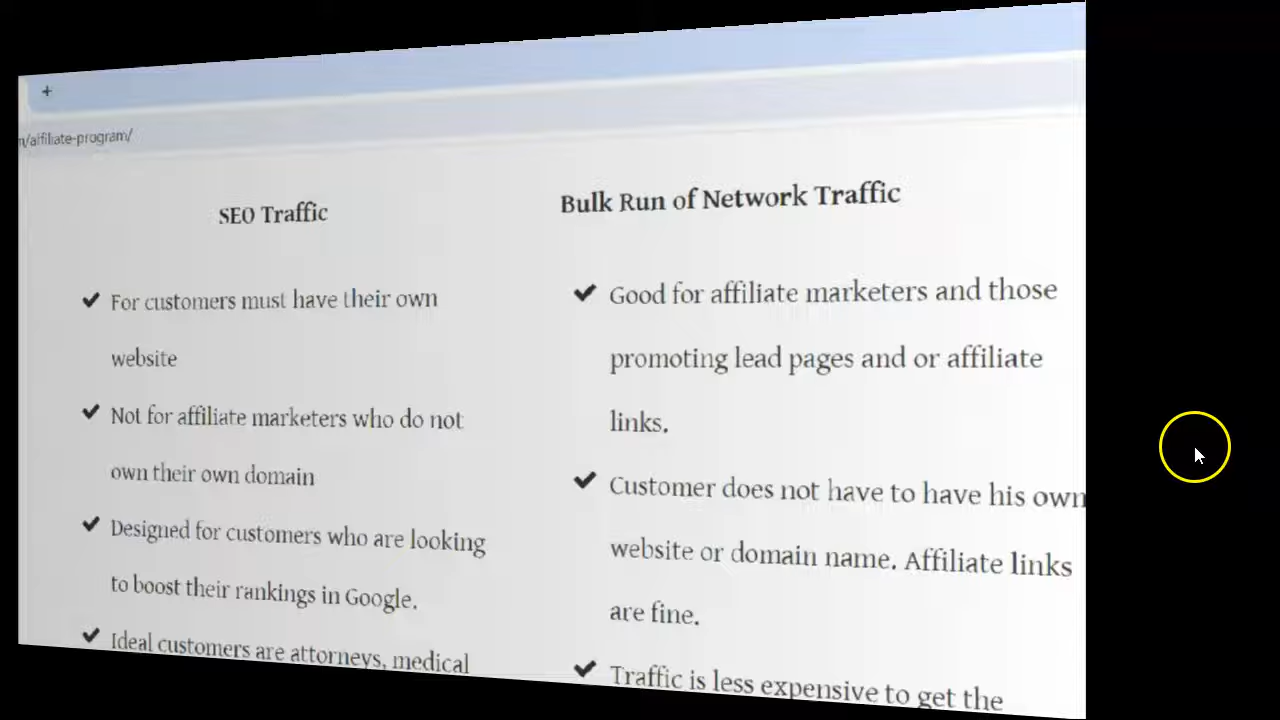 +
n/affiliate-program/
SEO Traffic
For customers must have their own
website
Not for affiliate marketers who do not
own their own domain
Designed for customers who are looking
to boost their rankings in Google.
Ideal customers are attorneys, medical
Bulk Run of Network Traffic
Good for affiliate marketers and those
promoting lead pages and or affiliate
links.
Customer does not have to have his own
website or domain name. Affiliate links
are fine.
Traffic is less expensive to get the